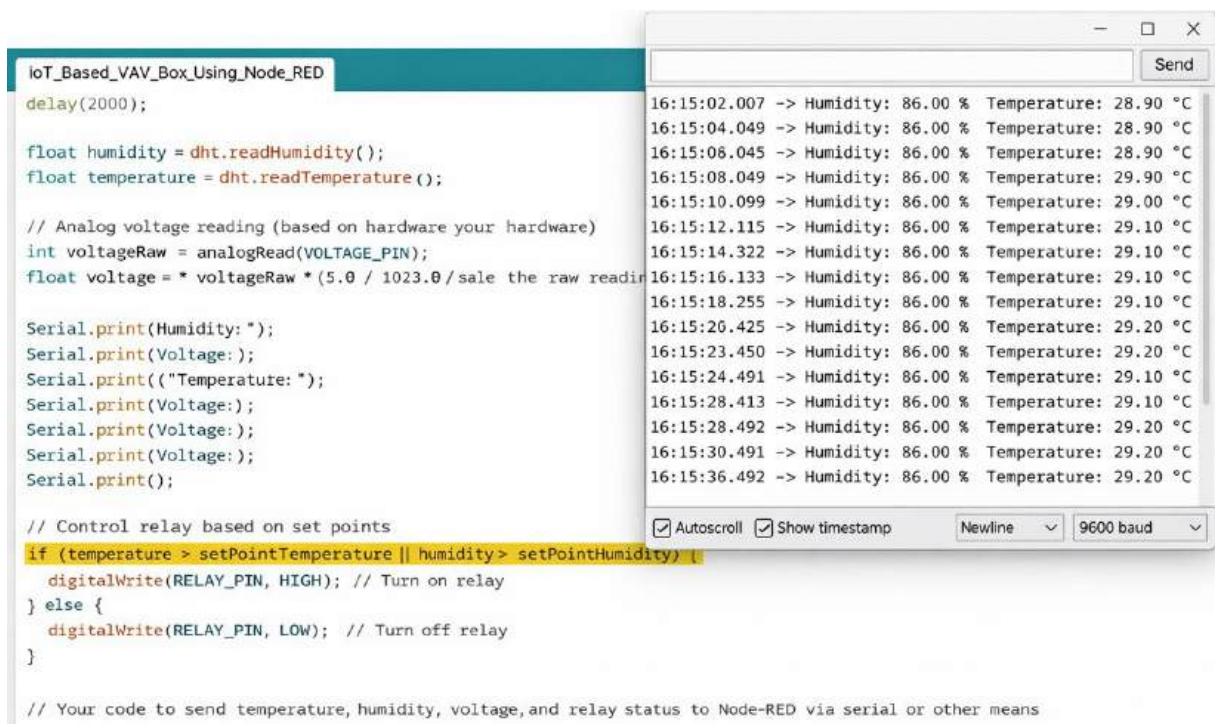 ioT_Based_VAV_Box_Using_Node_RED
delay(2000);
float humidity = dht.readHumidity();
float temperature = dht.readTemperature();
// Analog voltage reading (based on hardware your hardware)
int voltageRaw = analogRead(VOLTAGE_PIN);
float voltage = * voltageRaw * (5.0 / 1023.0/sale the raw readin
Serial.print(Humidity: ");
Serial.print(Voltage:);
Serial.print(("Temperature: ");
Serial.print(Voltage:);
Serial.print(Voltage:);
Serial.print(Voltage:);
Serial.print();
// Control relay based on set points
if (temperature > setPointTemperature || humidity > setPointHumidity) {
digitalWrite(RELAY_PIN, HIGH); // Turn on relay
} else {
digitalWrite(RELAY_PIN, LOW); // Turn off relay
}
// Your code to send temperature, humidity, voltage, and relay status to Node-RED via serial or other means
Send
16:15:02.007 -> Humidity: 86.00 % Temperature: 28.90 °C
16:15:04.049 -> Humidity: 86.00 % Temperature: 28.90 °C
16:15:06.045 -> Humidity: 86.00 % Temperature: 28.90 °C
16:15:08.049 -> Humidity: 86.00 % Temperature: 29.90 °C
16:15:10.099 -> Humidity: 86.00 % Temperature: 29.00 °C
16:15:12.115 -> Humidity: 86.00 % Temperature: 29.10 °C
16:15:14.322 -> Humidity: 86.00 % Temperature: 29.10 °C
16:15:16.133 -> Humidity: 86.00 % Temperature: 29.10 °C
16:15:18.255 -> Humidity: 86.00 % Temperature: 29.10 °C
16:15:20.425 -> Humidity: 86.00 % Temperature: 29.20 °C
16:15:23.450 -> Humidity: 86.00 % Temperature: 29.20 °C
16:15:24.491 -> Humidity: 86.00 % Temperature: 29.10 °C
16:15:28.413 -> Humidity: 86.00 % Temperature: 29.10 °C
16:15:28.492 -> Humidity: 86.00 % Temperature: 29.20 °C
16:15:30.491 -> Humidity: 86.00 % Temperature: 29.20 °C
16:15:36.492 -> Humidity: 86.00 % Temperature: 29.20 °C
Autoscroll Show timestamp Newline 9600 baud